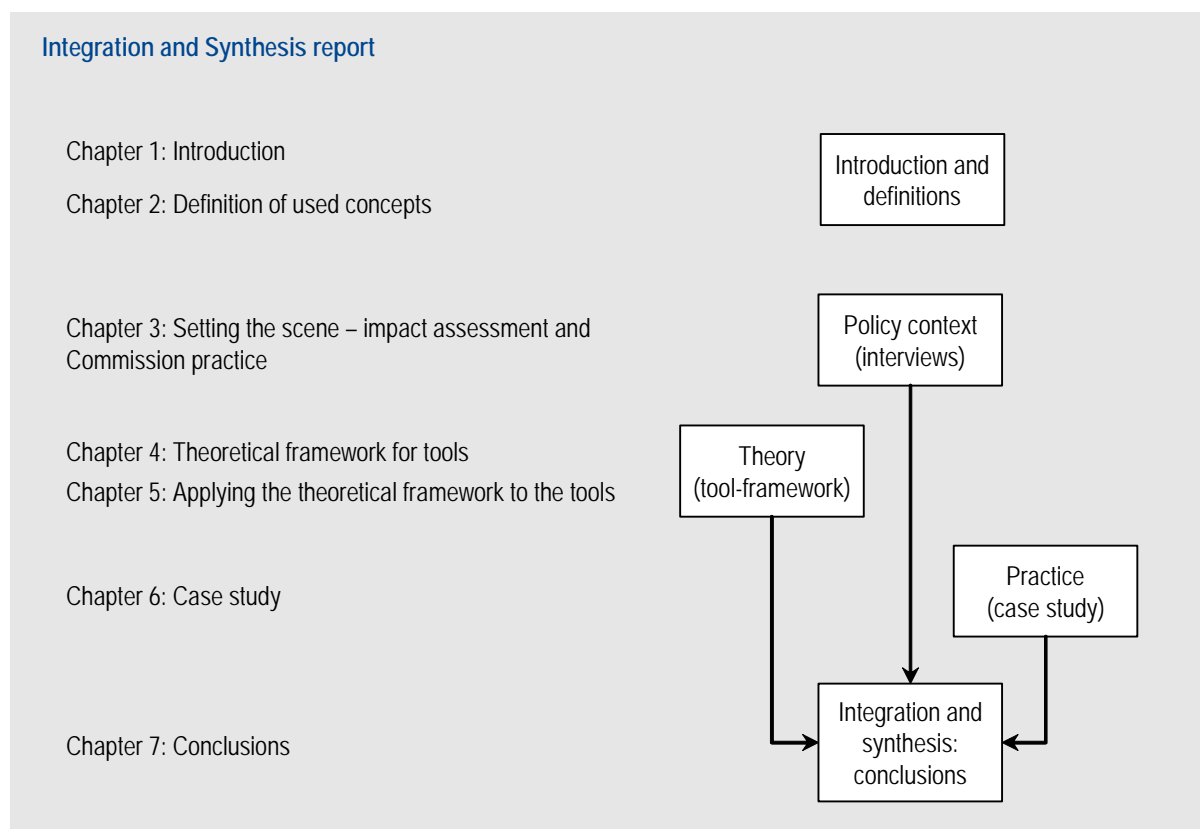 Integration and Synthesis report
Chapter 1: Introduction
Chapter 2: Definition of used concepts
Introduction and
definitions
Chapter 3: Setting the scene – impact assessment and
Commission practice
Policy context
(interviews)
Chapter 4: Theoretical framework for tools
Chapter 5: Applying the theoretical framework to the tools
Theory
(tool-framework)
Chapter 6: Case study
Practice
(case study)
Chapter 7: Conclusions
Integration and
synthesis:
conclusions